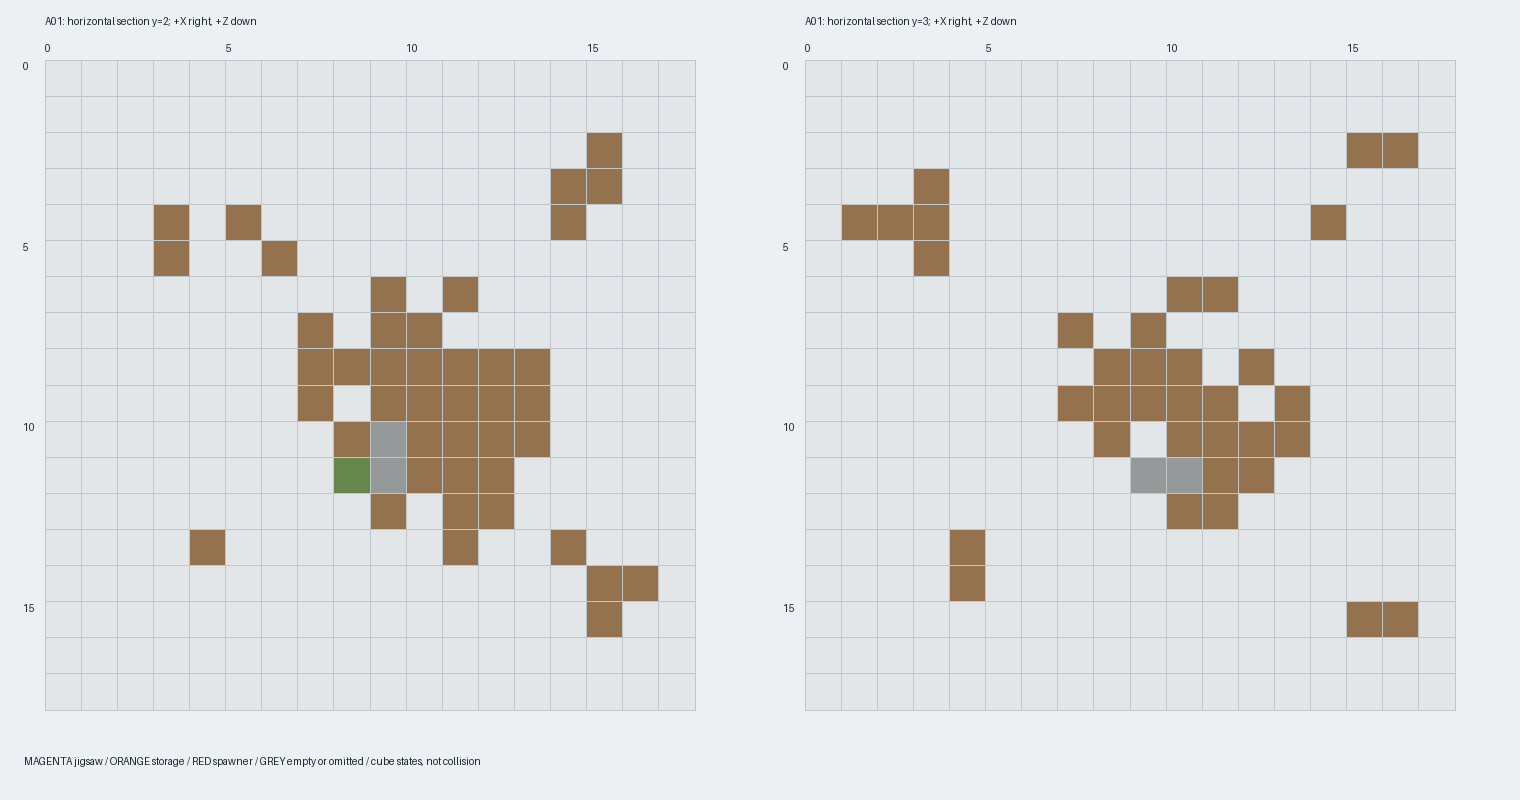 A01: horizontal section y=2; +X right, +Z down
A01: horizontal section y=3; +X right, +Z down
0 5 10 15
0 5 10 15
0 0
5 5
10 10
15 15
MAGENTA jigsaw / ORANGE storage / RED spawner / GREY empty or omitted / cube states, not collision